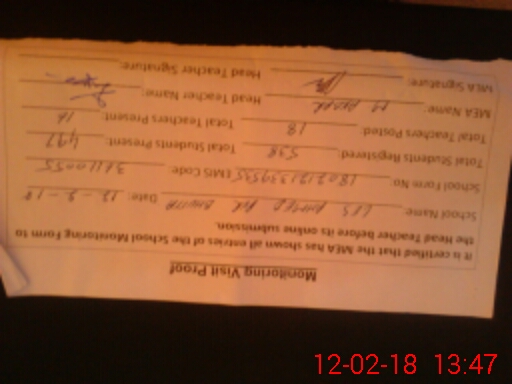 Monitoring Visit Proof
It is certified that the MEA has shown all entries of the School Monitoring Form to
the Head Teacher before its online submission.
School Name: Date: 12-2-18
School Form No: EMIS Code:
Total Students Registered: 538 Total Students Present: 497
Total Teachers Posted: 18 Total Teachers Present: 16
MEA Name: Head Teacher Name:
MEA Signature: Head Teacher Signature:
12-02-18 13:47